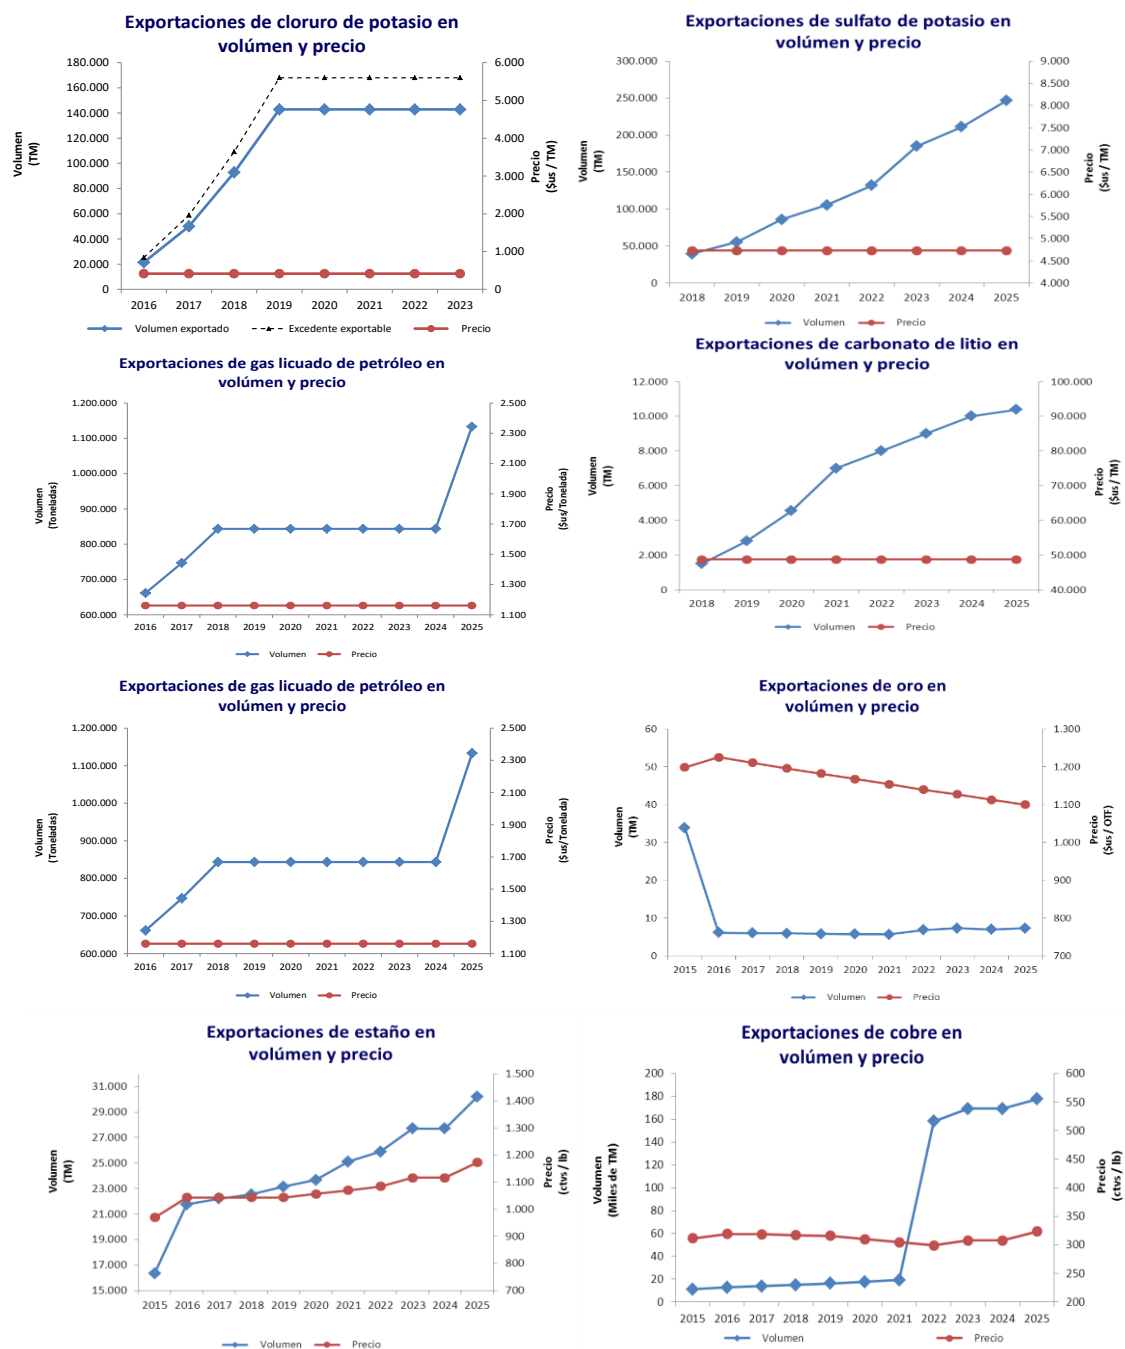 Exportaciones de cloruro de potasio en
volúmen y precio
180.000
160.000
140.000
120.000
100.000
80.000
60.000
40.000
20.000
0
6.000
5.000
4.000
3.000
2.000
1.000
0
Volumen
(TM)
Precio
($us / TM)
2016 2017 2018 2019 2020 2021 2022 2023
Volumen exportado Excedente exportable Precio
Exportaciones de sulfato de potasio en
volúmen y precio
300.000
250.000
200.000
150.000
100.000
50.000
0
9.000
8.500
8.000
7.500
7.000
6.500
6.000
5.500
5.000
4.500
4.000
Volumen
(TM)
Precio
($us / TM)
2018 2019 2020 2021 2022 2023 2024 2025
Volumen Precio
Exportaciones de gas licuado de petróleo en
volúmen y precio
1.200.000
1.100.000
1.000.000
900.000
800.000
700.000
600.000
2.500
2.300
2.100
1.900
1.700
1.500
1.300
1.100
Volumen
(Toneladas)
Precio
($us/Tonelada)
2016 2017 2018 2019 2020 2021 2022 2023 2024 2025
Volumen Precio
Exportaciones de carbonato de litio en
volúmen y precio
12.000
10.000
8.000
6.000
4.000
2.000
0
100.000
90.000
80.000
70.000
60.000
50.000
40.000
Volumen
(TM)
Precio
($us / TM)
2018 2019 2020 2021 2022 2023 2024 2025
Volumen Precio
Exportaciones de gas licuado de petróleo en
volúmen y precio
1.200.000
1.100.000
1.000.000
900.000
800.000
700.000
600.000
2.500
2.300
2.100
1.900
1.700
1.500
1.300
1.100
Volumen
(Toneladas)
Precio
($us/Tonelada)
2016 2017 2018 2019 2020 2021 2022 2023 2024 2025
Volumen Precio
Exportaciones de oro en
volúmen y precio
60
50
40
30
20
10
0
1.300
1.200
1.100
1.000
900
800
700
Volumen
(TM)
Precio
($us / OTF)
2015 2016 2017 2018 2019 2020 2021 2022 2023 2024 2025
Volumen Precio
Exportaciones de estaño en
volúmen y precio
31.000
29.000
27.000
25.000
23.000
21.000
19.000
17.000
15.000
1.500
1.400
1.300
1.200
1.100
1.000
900
800
700
Volumen
(TM)
Precio
(ctvs / lb)
2015 2016 2017 2018 2019 2020 2021 2022 2023 2024 2025
Volumen Precio
Exportaciones de cobre en
volúmen y precio
200
180
160
140
120
100
80
60
40
20
0
600
550
500
450
400
350
300
250
200
Volumen
(Miles de TM)
Precio
(ctvs / lb)
2015 2016 2017 2018 2019 2020 2021 2022 2023 2024 2025
Volumen Precio